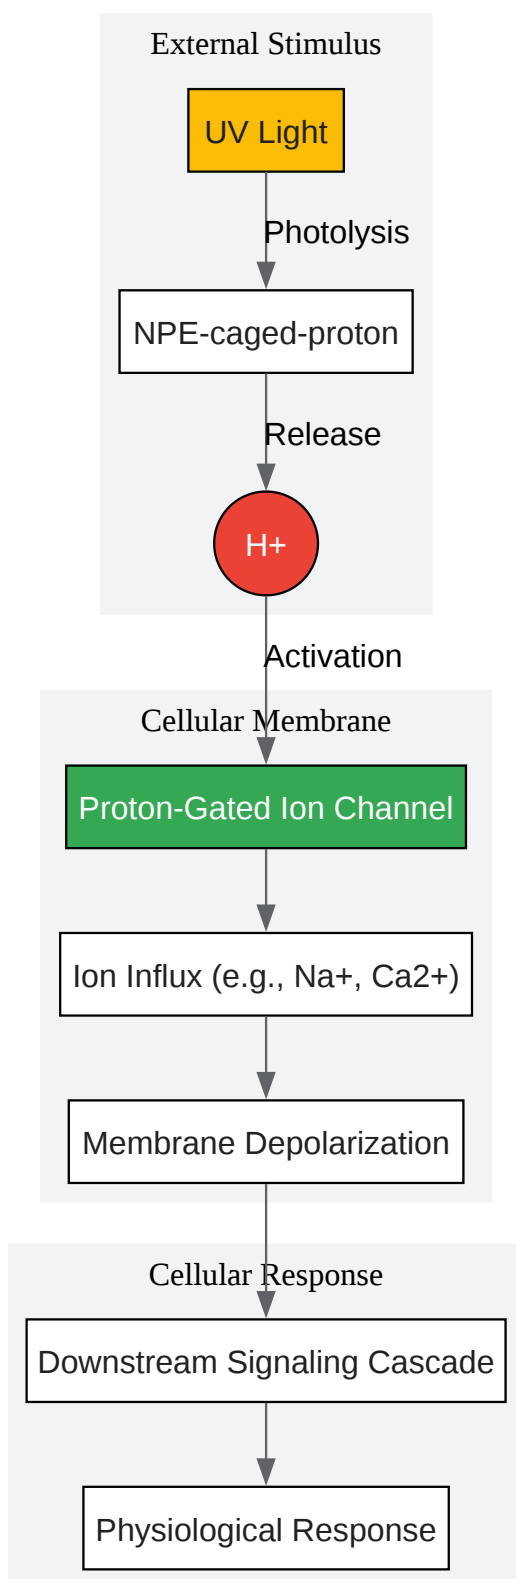 External Stimulus
UV Light
Photolysis
NPE-caged-proton
Release
H+
Activation
Cellular Membrane
Proton-Gated Ion Channel
Ion Influx (e.g., Na+, Ca2+)
Membrane Depolarization
Cellular Response
Downstream Signaling Cascade
Physiological Response